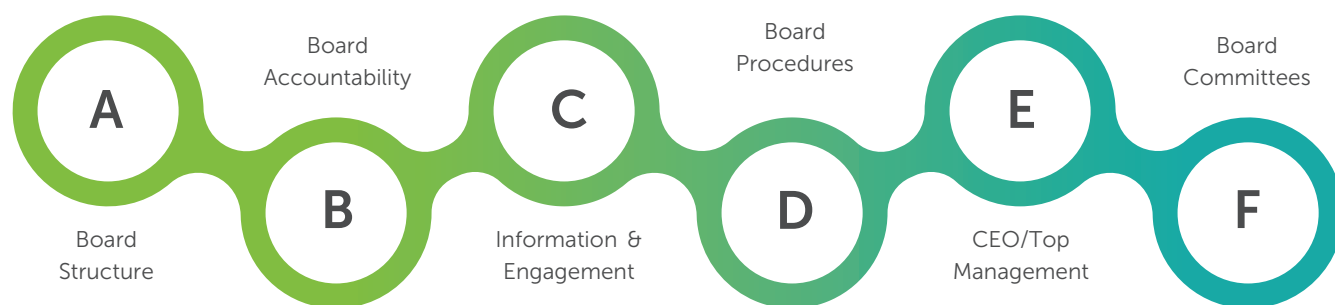 A
Board
Structure
Board
Accountability
B
C
Information &
Engagement
Board
Procedures
D
E
CEO/Top
Management
Board
Committees
F